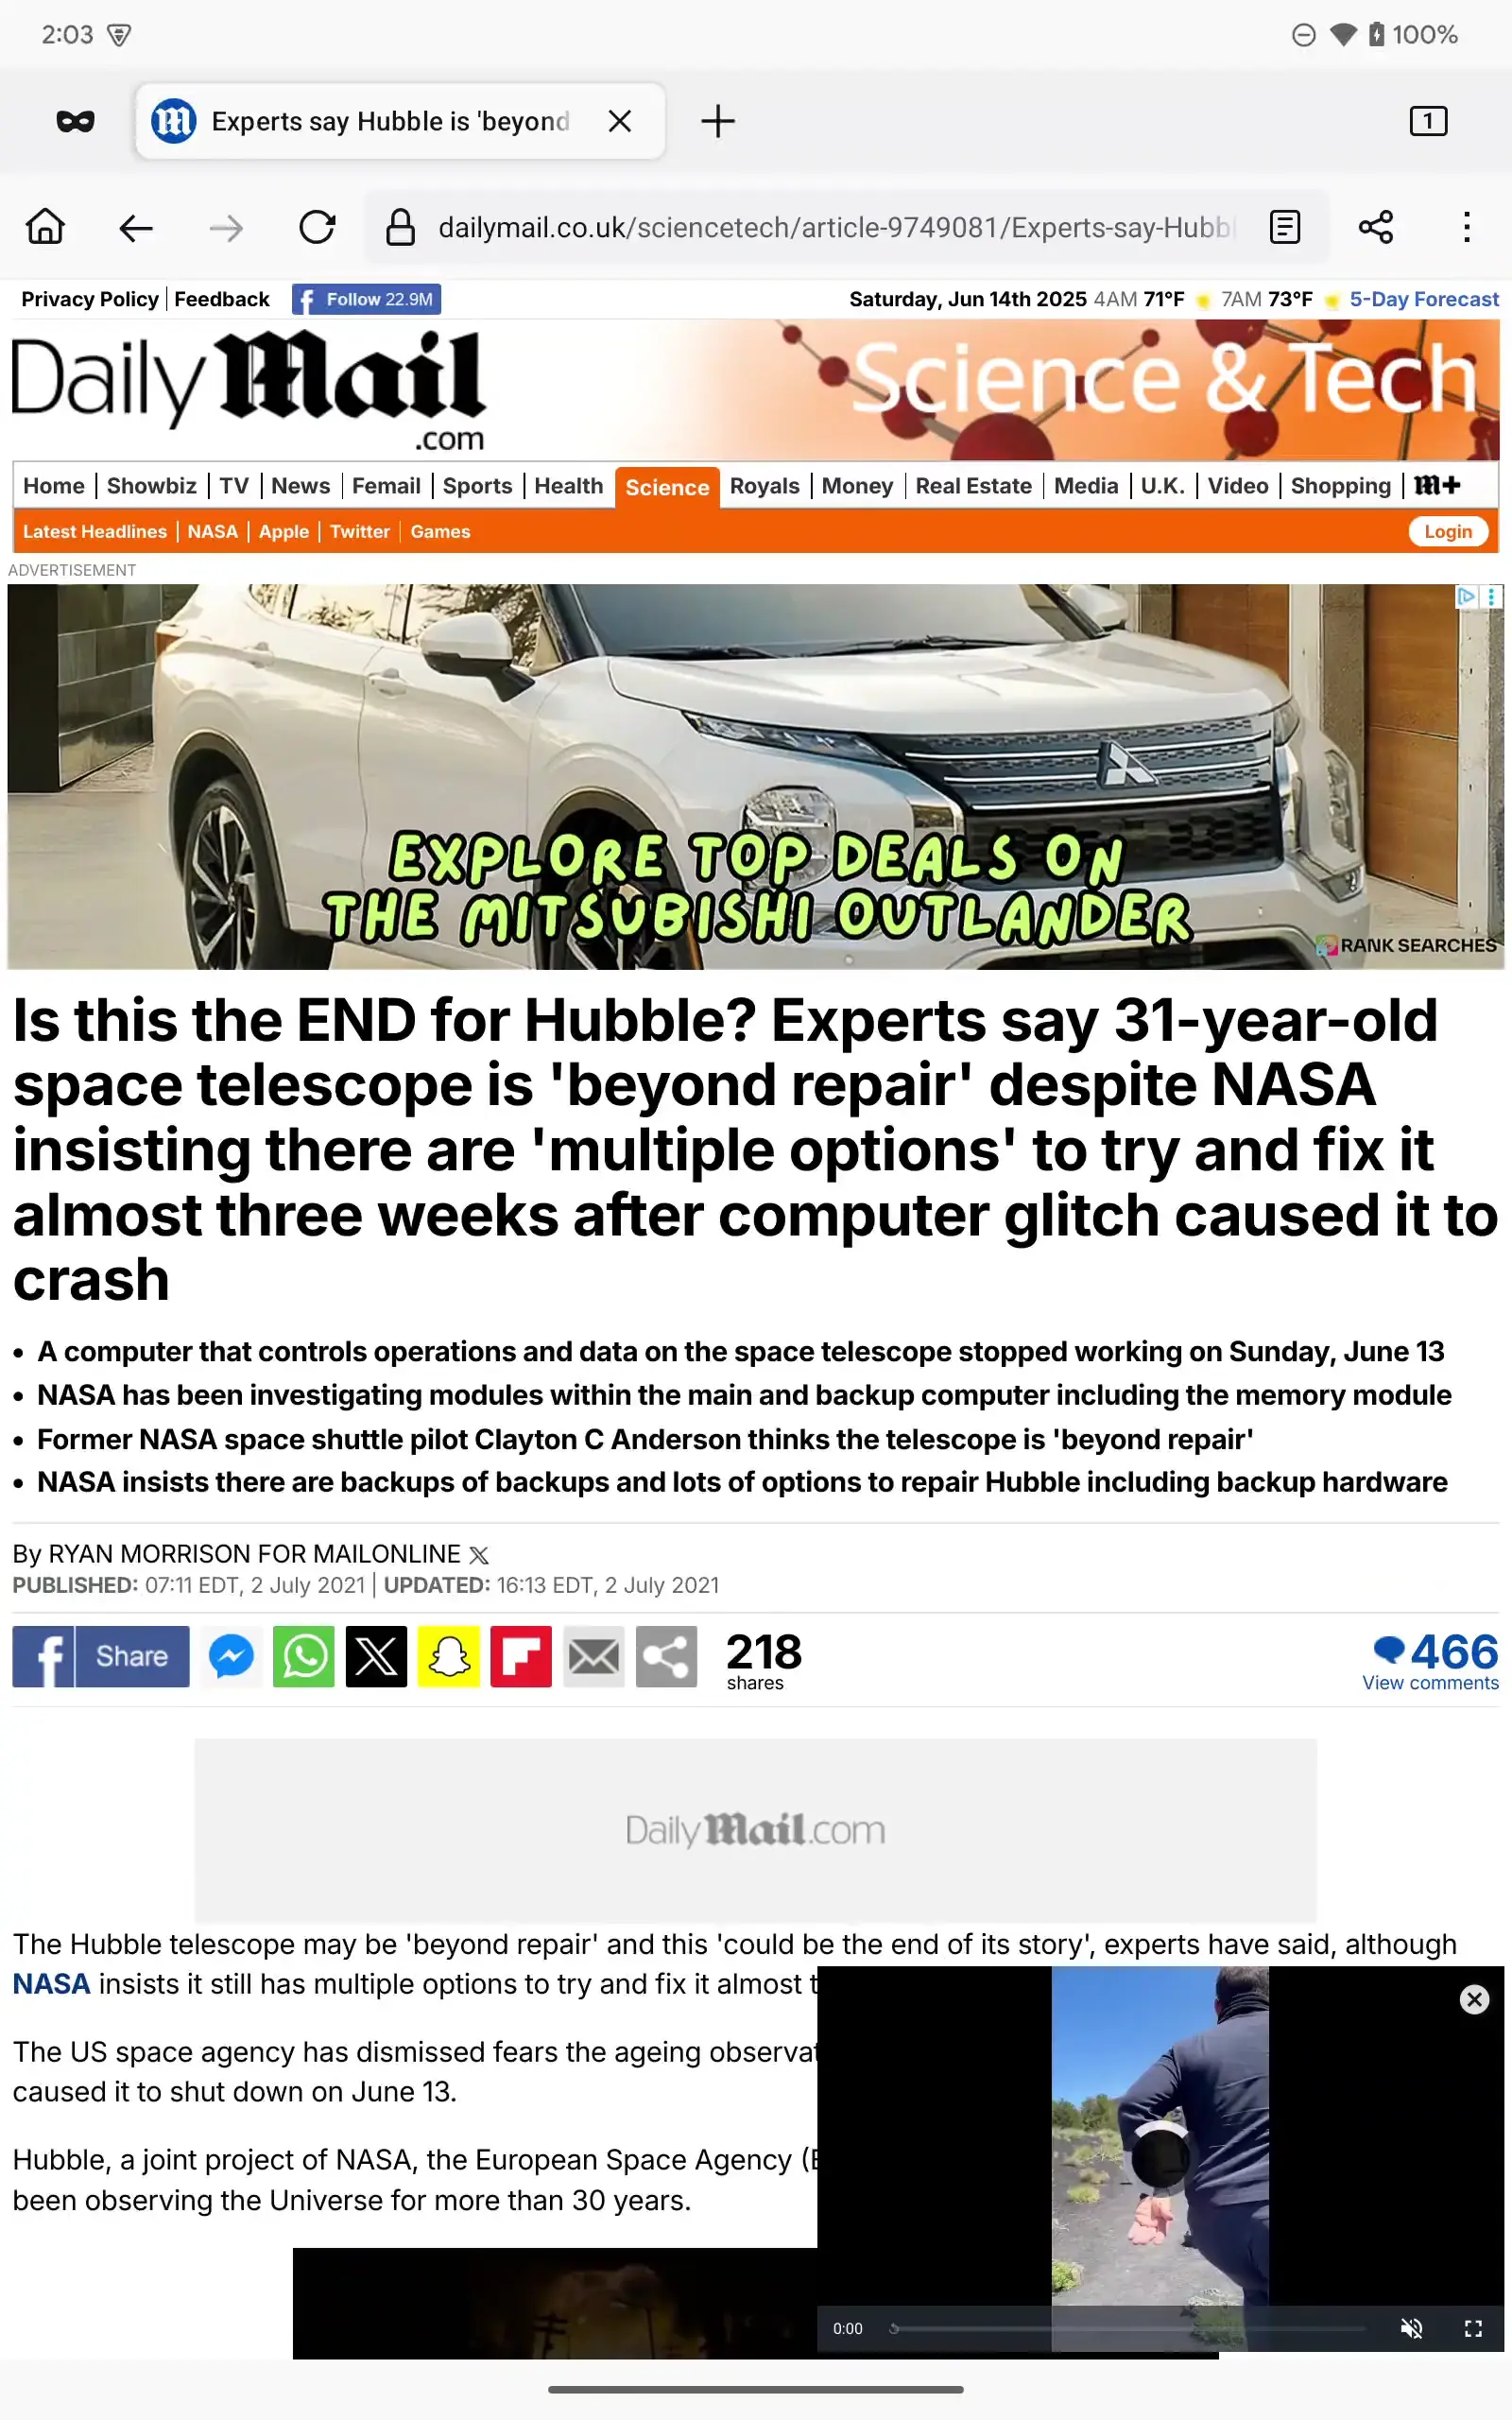 2:03
100%
Experts say Hubble is 'beyond
1
dailymail.co.uk/sciencetech/article-9749081/Experts-say-Hubbl
Privacy Policy | Feedback
Follow 22.9M
Saturday, Jun 14th 2025 4AM 71°F 7AM 73°F 5-Day Forecast
Daily Mail
.com
Science & Tech
Home | Showbiz | TV | News | Femail | Sports | Health Science Royals | Money | Real Estate | Media | U.K. | Video | Shopping | m+
Latest Headlines | NASA | Apple | Twitter | Games
Login
ADVERTISEMENT
EXPLORE TOP DEALS ON
THE MITSUBISHI OUTLANDER
RANK SEARCHES
Is this the END for Hubble? Experts say 31-year-old
space telescope is 'beyond repair' despite NASA
insisting there are 'multiple options' to try and fix it
almost three weeks after computer glitch caused it to
crash
• A computer that controls operations and data on the space telescope stopped working on Sunday, June 13
• NASA has been investigating modules within the main and backup computer including the memory module
• Former NASA space shuttle pilot Clayton C Anderson thinks the telescope is 'beyond repair'
• NASA insists there are backups of backups and lots of options to repair Hubble including backup hardware
By RYAN MORRISON FOR MAILONLINE
PUBLISHED: 07:11 EDT, 2 July 2021 | UPDATED: 16:13 EDT, 2 July 2021
Share
218
shares
466
View comments
Daily Mail.com
The Hubble telescope may be 'beyond repair' and this 'could be the end of its story', experts have said, although
NASA insists it still has multiple options to try and fix it almost
The US space agency has dismissed fears the ageing
caused it to shut down on June 13.
Hubble, a joint project of NASA, the European Space Agency
been observing the Universe for more than 30 years.
0:00